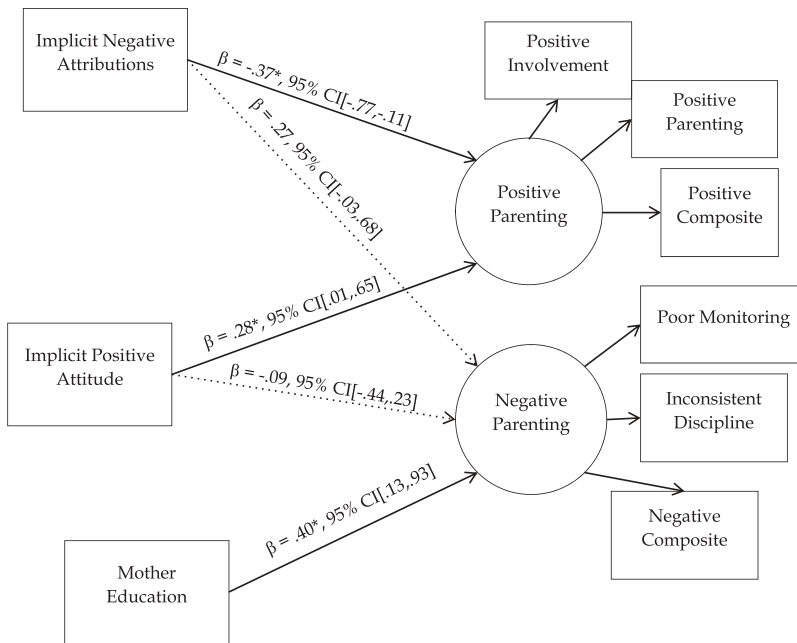 Implicit Negative
Attributions
β = -.37*, 95% CI[-.77,-.11]
β = .27, 95% CI[-.03,.68]
Positive
Involvement
Positive
Parenting
Positive
Parenting
Positive
Composite
Implicit Positive
Attitude
β = .28*, 95% CI[.01,.65]
β = -.09, 95% CI[-.44,.23]
Negative
Parenting
Poor Monitoring
Inconsistent
Discipline
Negative
Composite
Mother
Education
β = .40*, 95% CI[.13,.93]